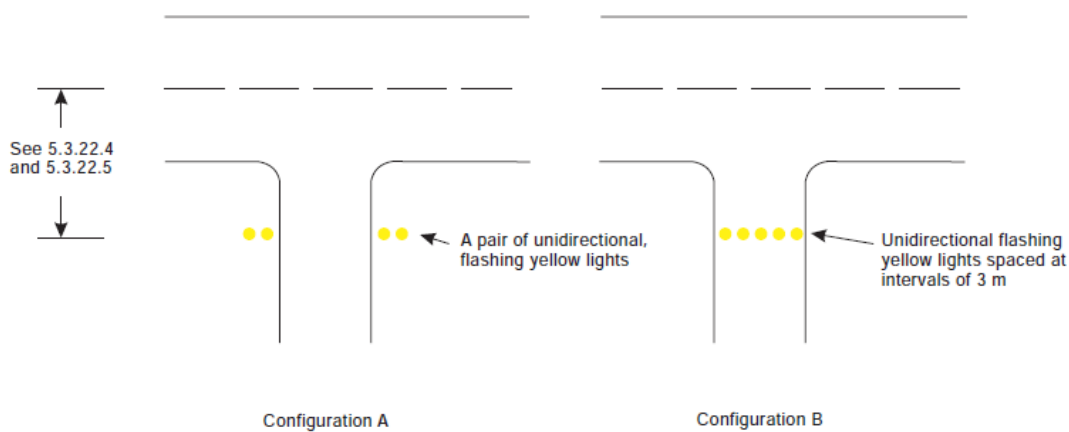 See 5.3.22.4
and 5.3.22.5
A pair of unidirectional,
flashing yellow lights
Unidirectional flashing
yellow lights spaced at
intervals of 3 m
Configuration A
Configuration B